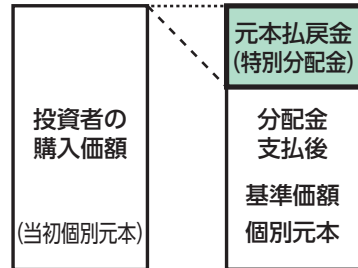 投資者の
購入価額
(当初個別元本)
元本払戻金
(特別分配金)
分配金
支払後
基準価額
個別元本